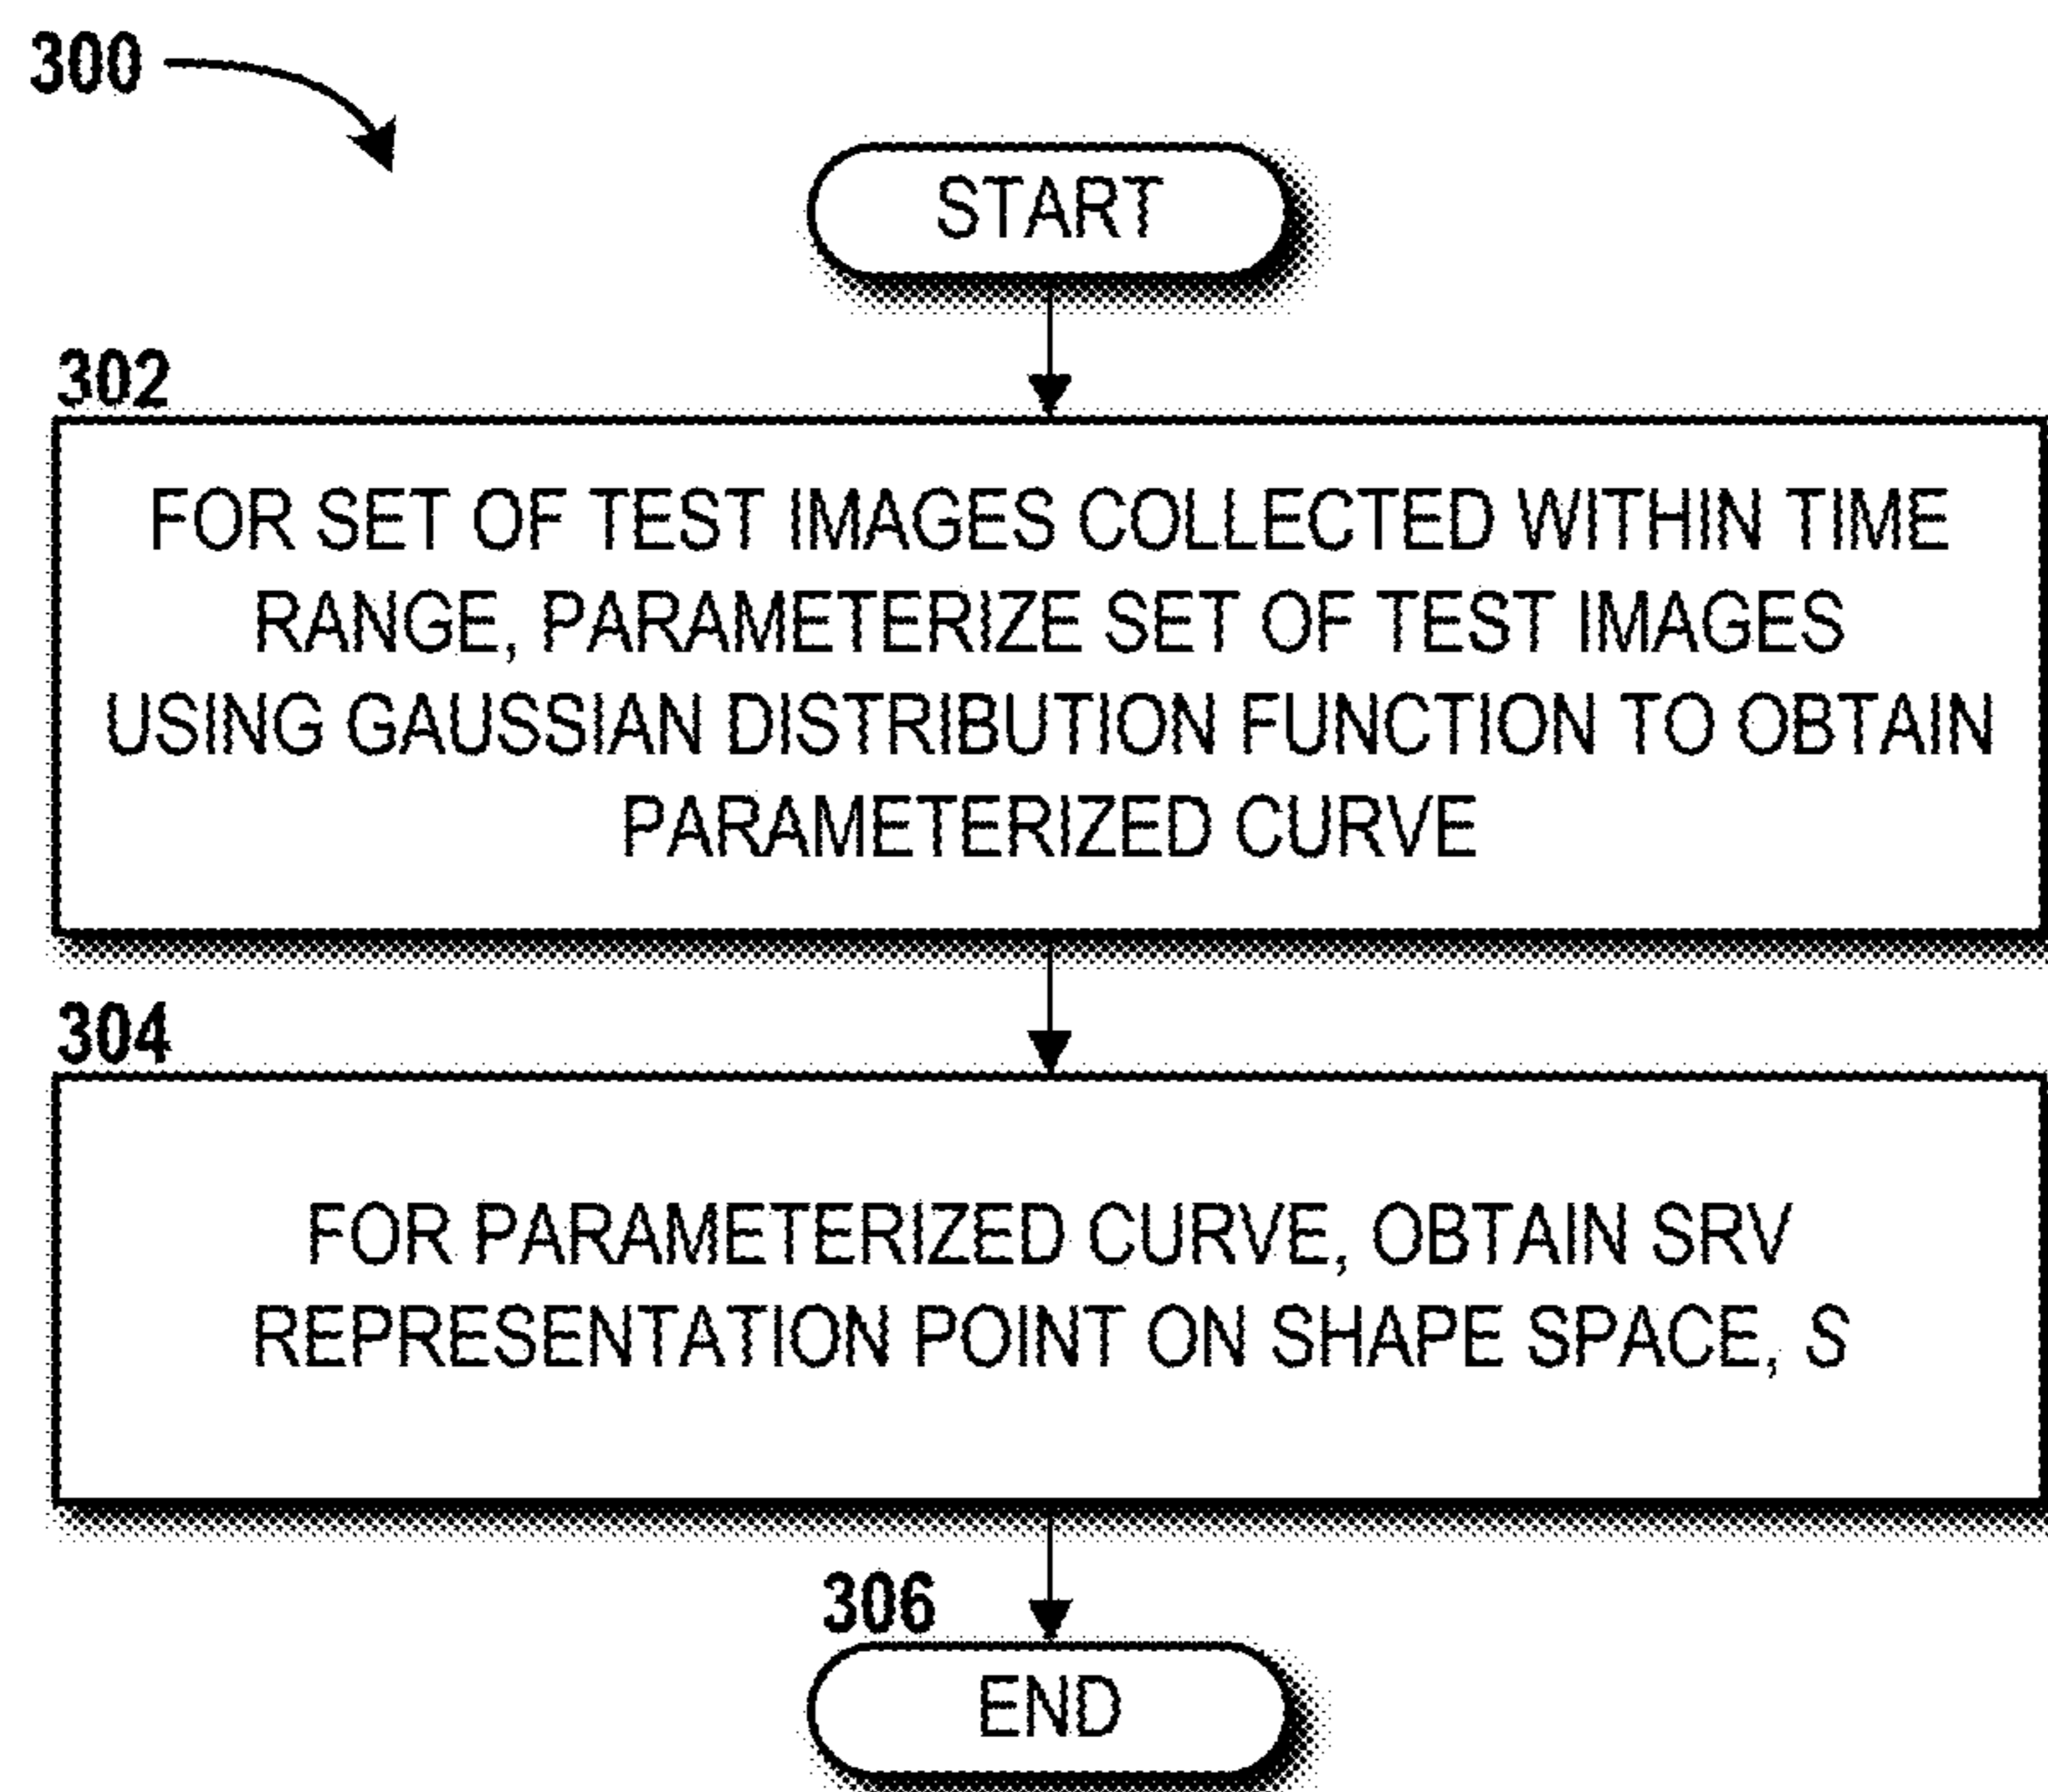 300
START
302
FOR SET OF TEST IMAGES COLLECTED WITHIN TIME
RANGE, PARAMETERIZE SET OF TEST IMAGES
USING GAUSSIAN DISTRIBUTION FUNCTION TO OBTAIN
PARAMETERIZED CURVE
304
FOR PARAMETERIZED CURVE, OBTAIN SRV
REPRESENTATION POINT ON SHAPE SPACE, S
306
END